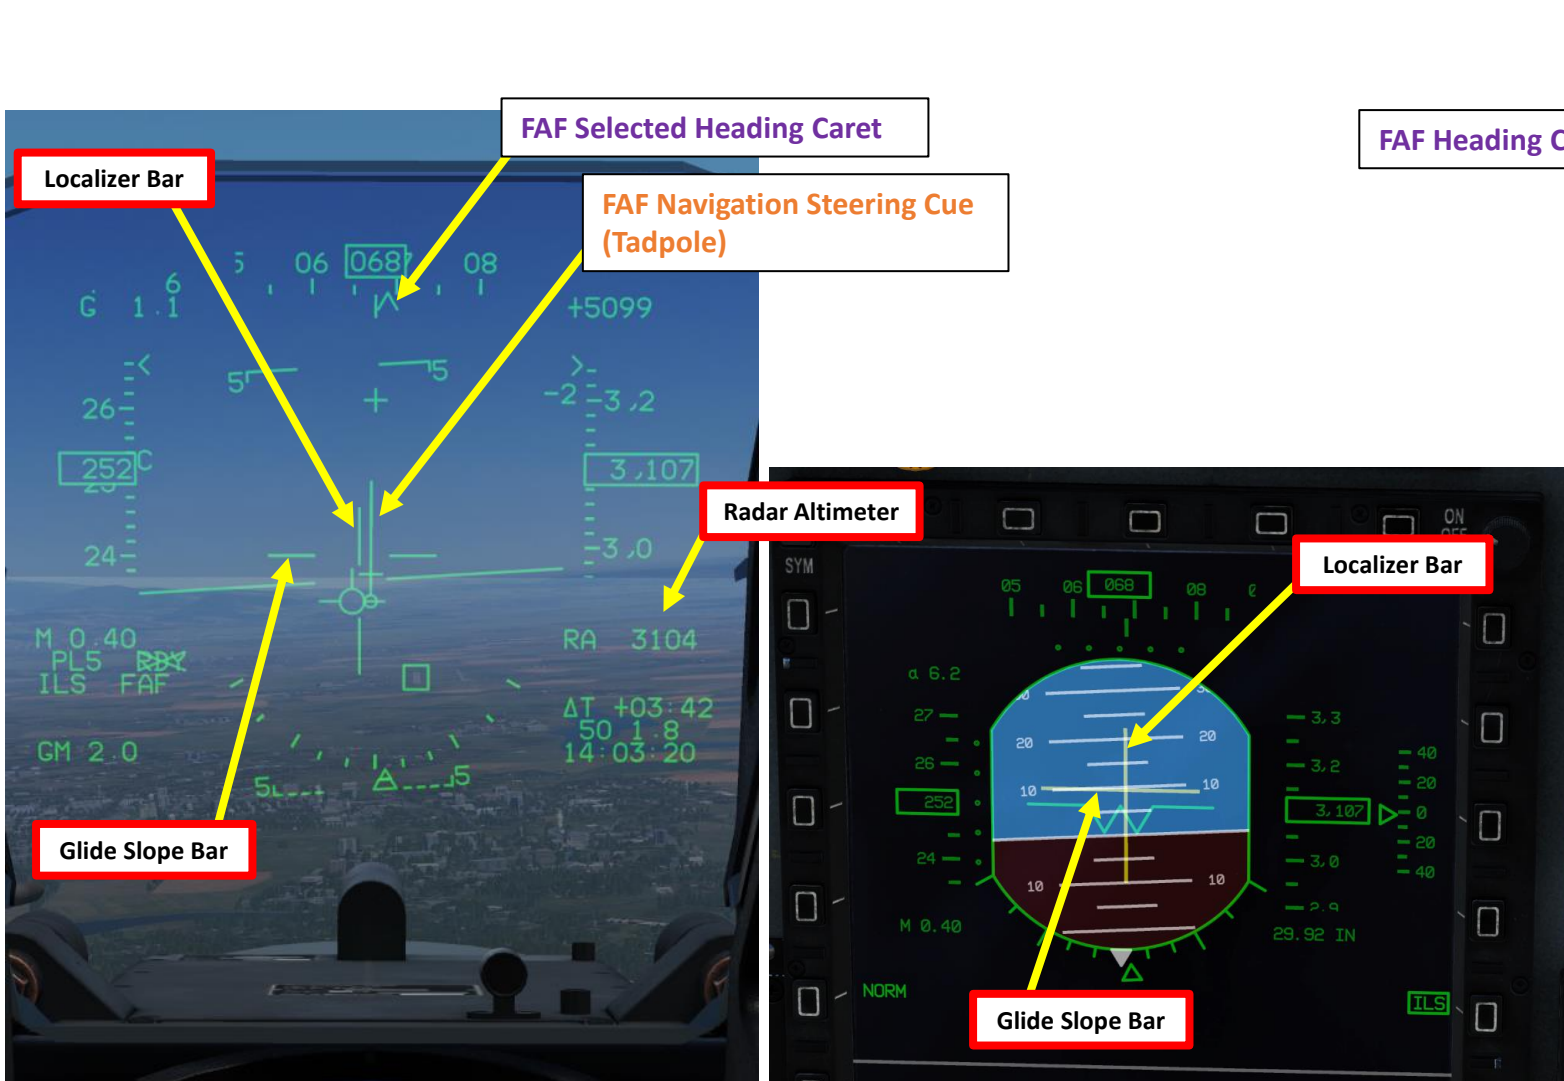 FAF Selected Heading Caret
FAF Heading C
Localizer Bar
FAF Navigation Steering Cue
(Tadpole)
5 06 068 08
6
G 1.1
+5099
5 5
-2
26
3,2
252 C
3,107
Radar Altimeter
ON
24
3,0
SYM
Localizer Bar
05 06 068 08
M 0.40
RA 3104
PL5 RDY
ILS FAF
α 6.2
ΔT +03:42
27
3,3
50 1.8
20 20
40
GM 2.0
14:03:20
26
3,2
20
5 5
10 10
252
3,107
0
20
Glide Slope Bar
24
3,0
40
10 10
2.9
M 0.40
29.92 IN
NORM
ILS
Glide Slope Bar